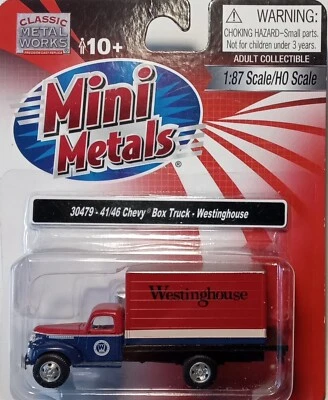 CLASSIC
METAL
WORKS
10+
WARNING:
CHOKING HAZARD-Small parts.
Not for children under 3 years.
ADULT COLLECTIBLE
1:87 Scale/HO Scale
Mini
Metals®
30479 - 41/46 Chevy® Box Truck - Westinghouse
Westinghouse
W